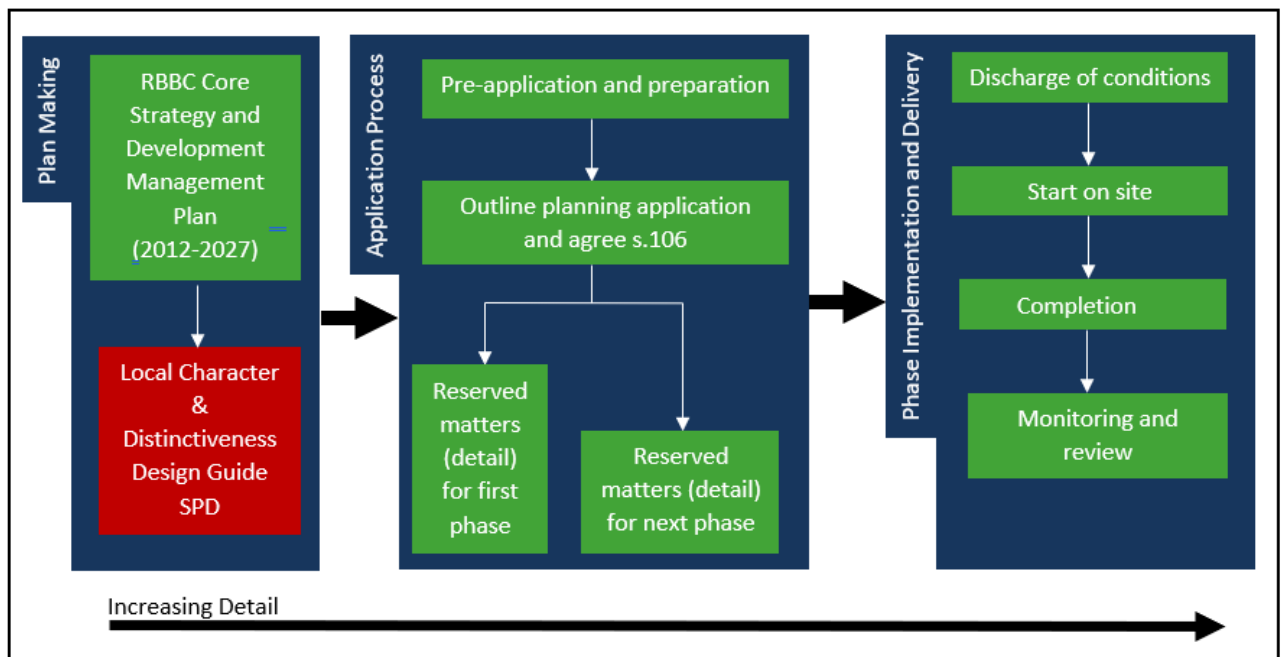 Plan Making
RBBC Core
Strategy and
Development
Management
Plan
(2012-2027)
Local Character
&
Distinctiveness
Design Guide
SPD
Application Process
Pre-application and preparation
Outline planning application
and agree s.106
Reserved
matters
(detail)
for first
phase
Reserved
matters (detail)
for next phase
Phase Implementation and Delivery
Discharge of conditions
Start on site
Completion
Monitoring and
review
Increasing Detail